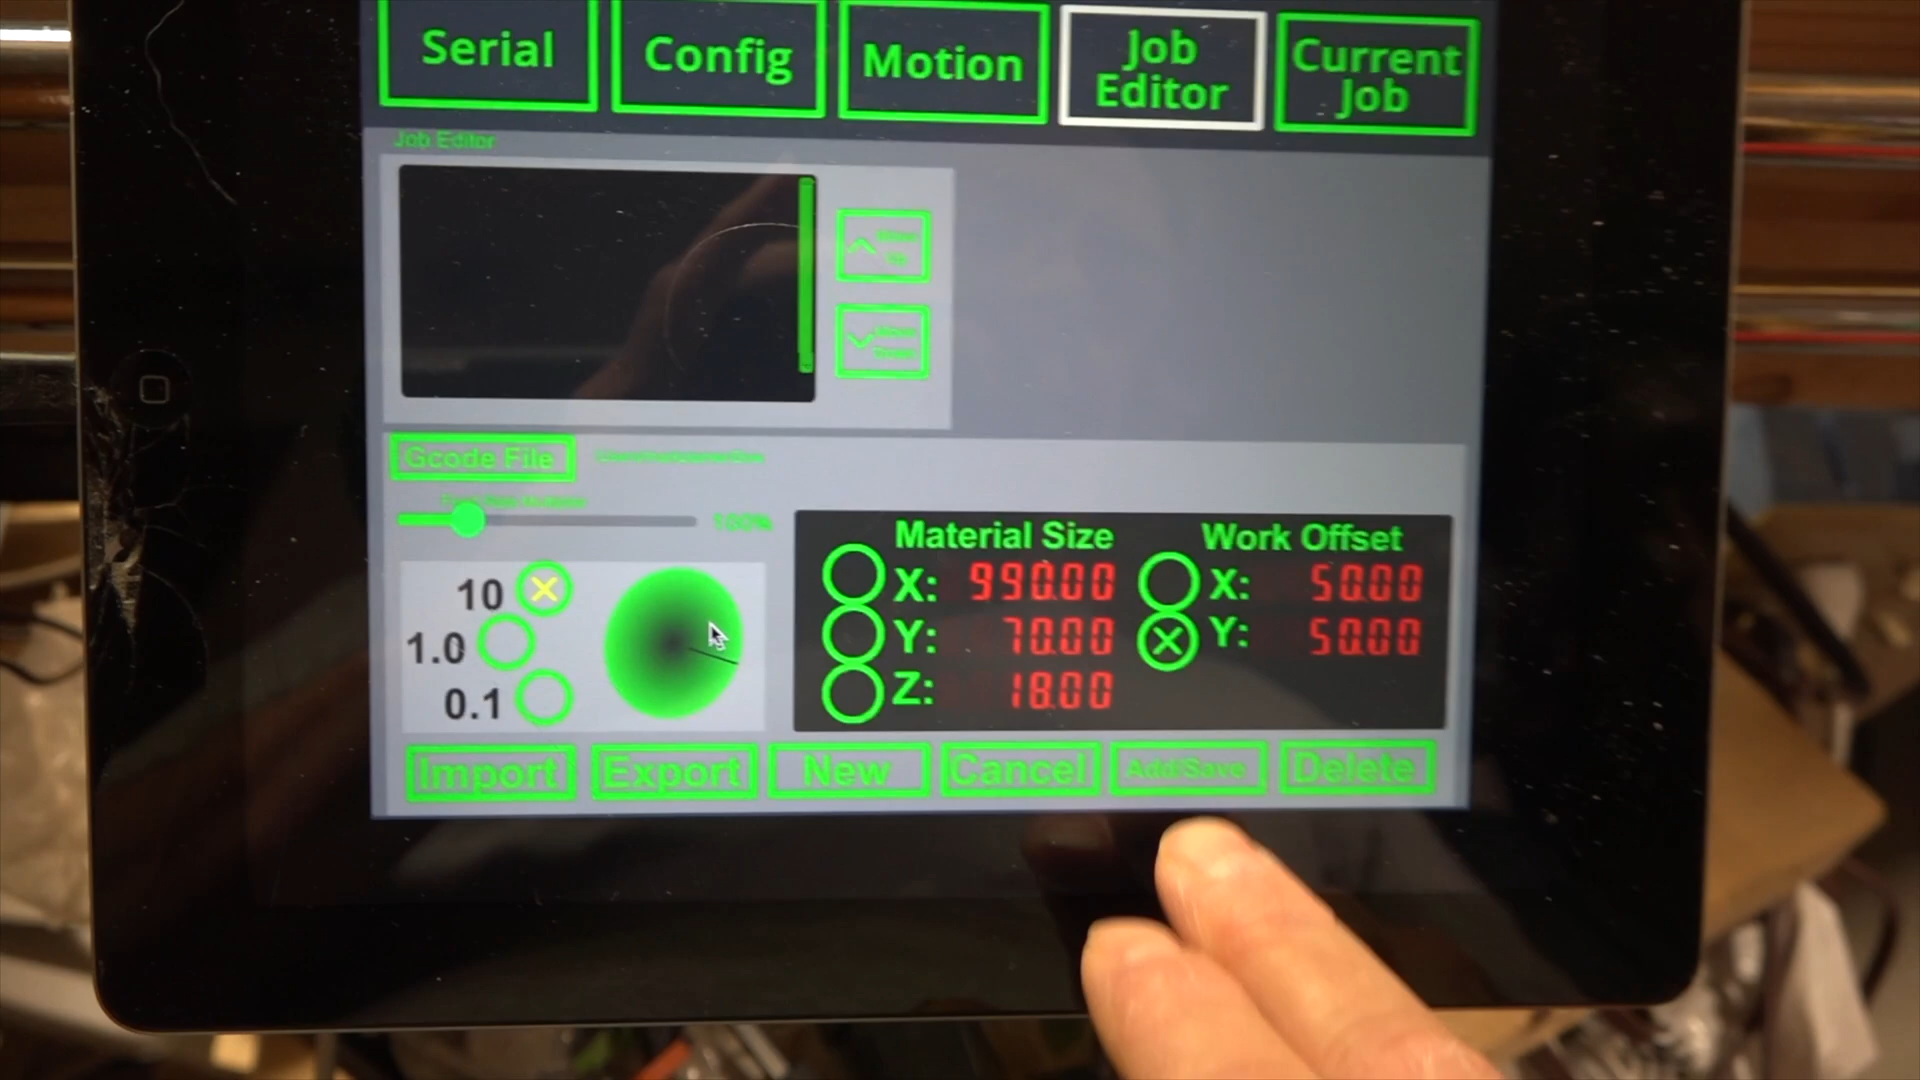 Serial
Config
Motion
Job
Editor
Current
Job
Job Editor
Gcode File
100%
10
1.0
0.1
Material Size
X: 990.00
Y: 70.00
Z: 18.00
Work Offset
X: 50.00
Y: 50.00
Import
Export
New
Cancel
Add/Save
Delete